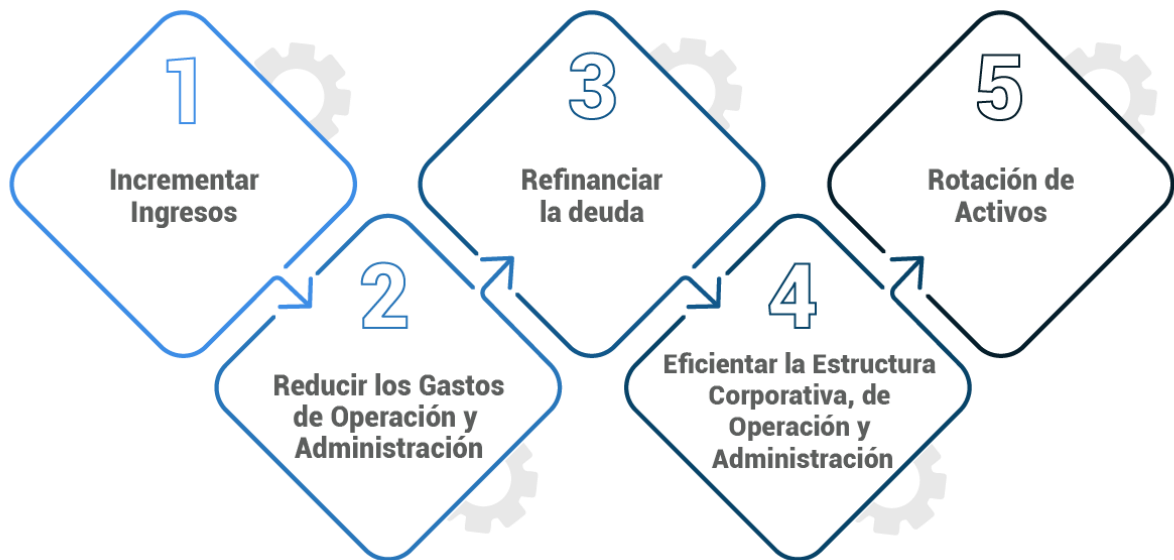 1
Incrementar
Ingresos
2
Reducir los Gastos
de Operación y
Administración
3
Refinanciar
la deuda
4
Eficientar la Estructura
Corporativa, de
Operación y
Administración
5
Rotación de
Activos